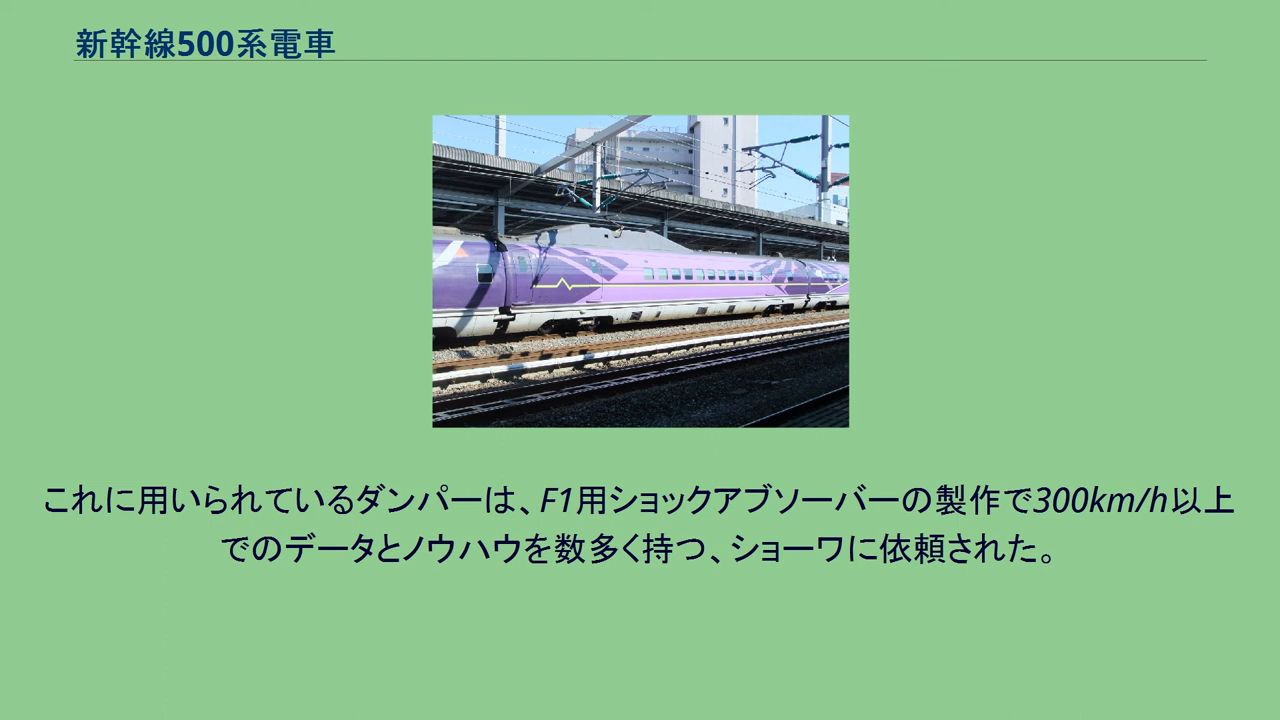 新幹線500系電車
これに用いられているダンパーは、F1用ショックアブソーバーの製作で300km/h以上
でのデータとノウハウを数多く持つ、ショーワに依頼された。